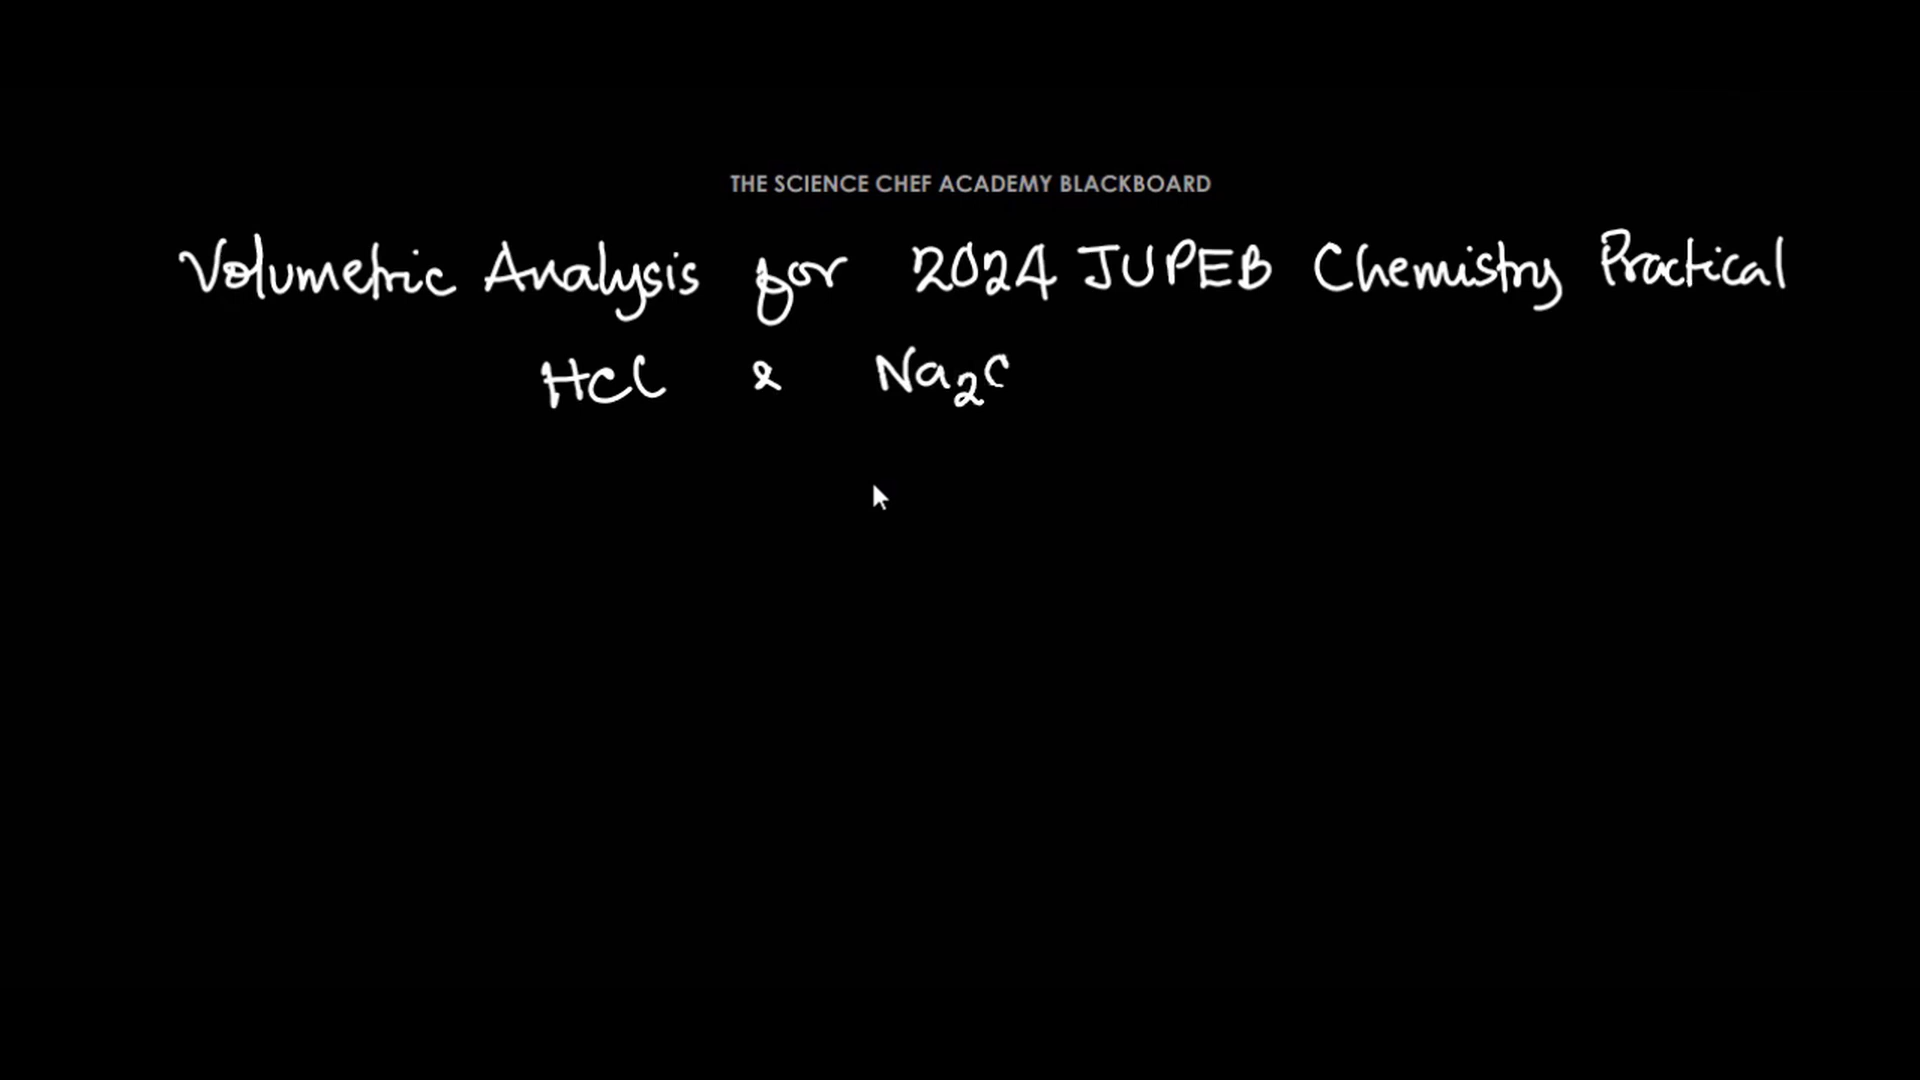 THE SCIENCE CHEF ACADEMY BLACKBOARD
Volumetric Analysis for 2024 JUPEB Chemistry Practical
HCl & Na₂C